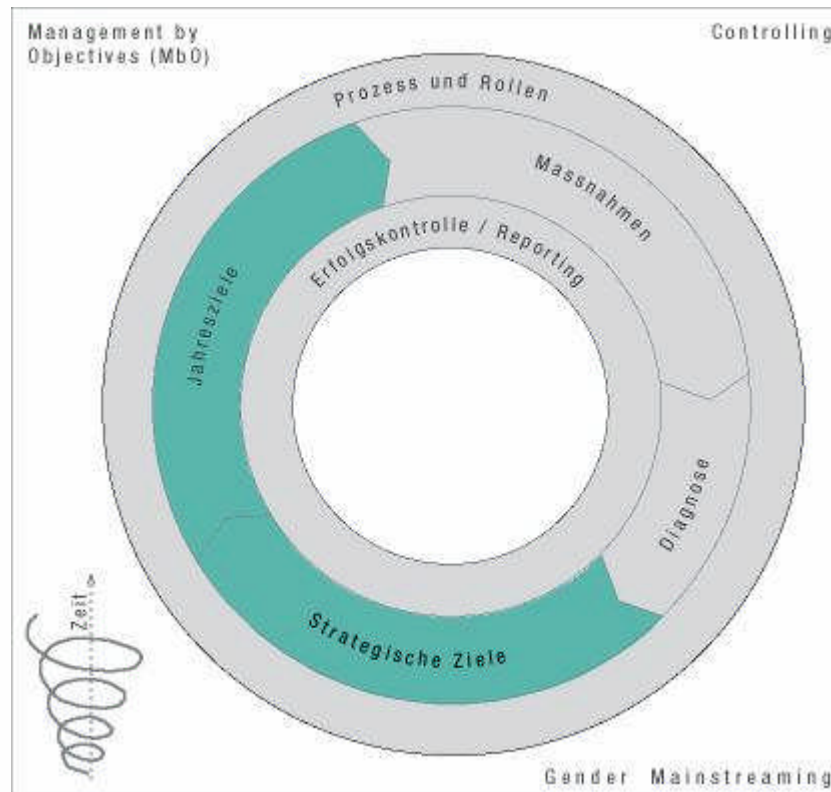 Management by
Objectives (MbO)
Controlling
Prozess und Rollen
Massnahmen
Erfolgskontrolle / Reporting
Jahresziele
Diagnose
Strategische Ziele
Zeit
Gender Mainstreaming